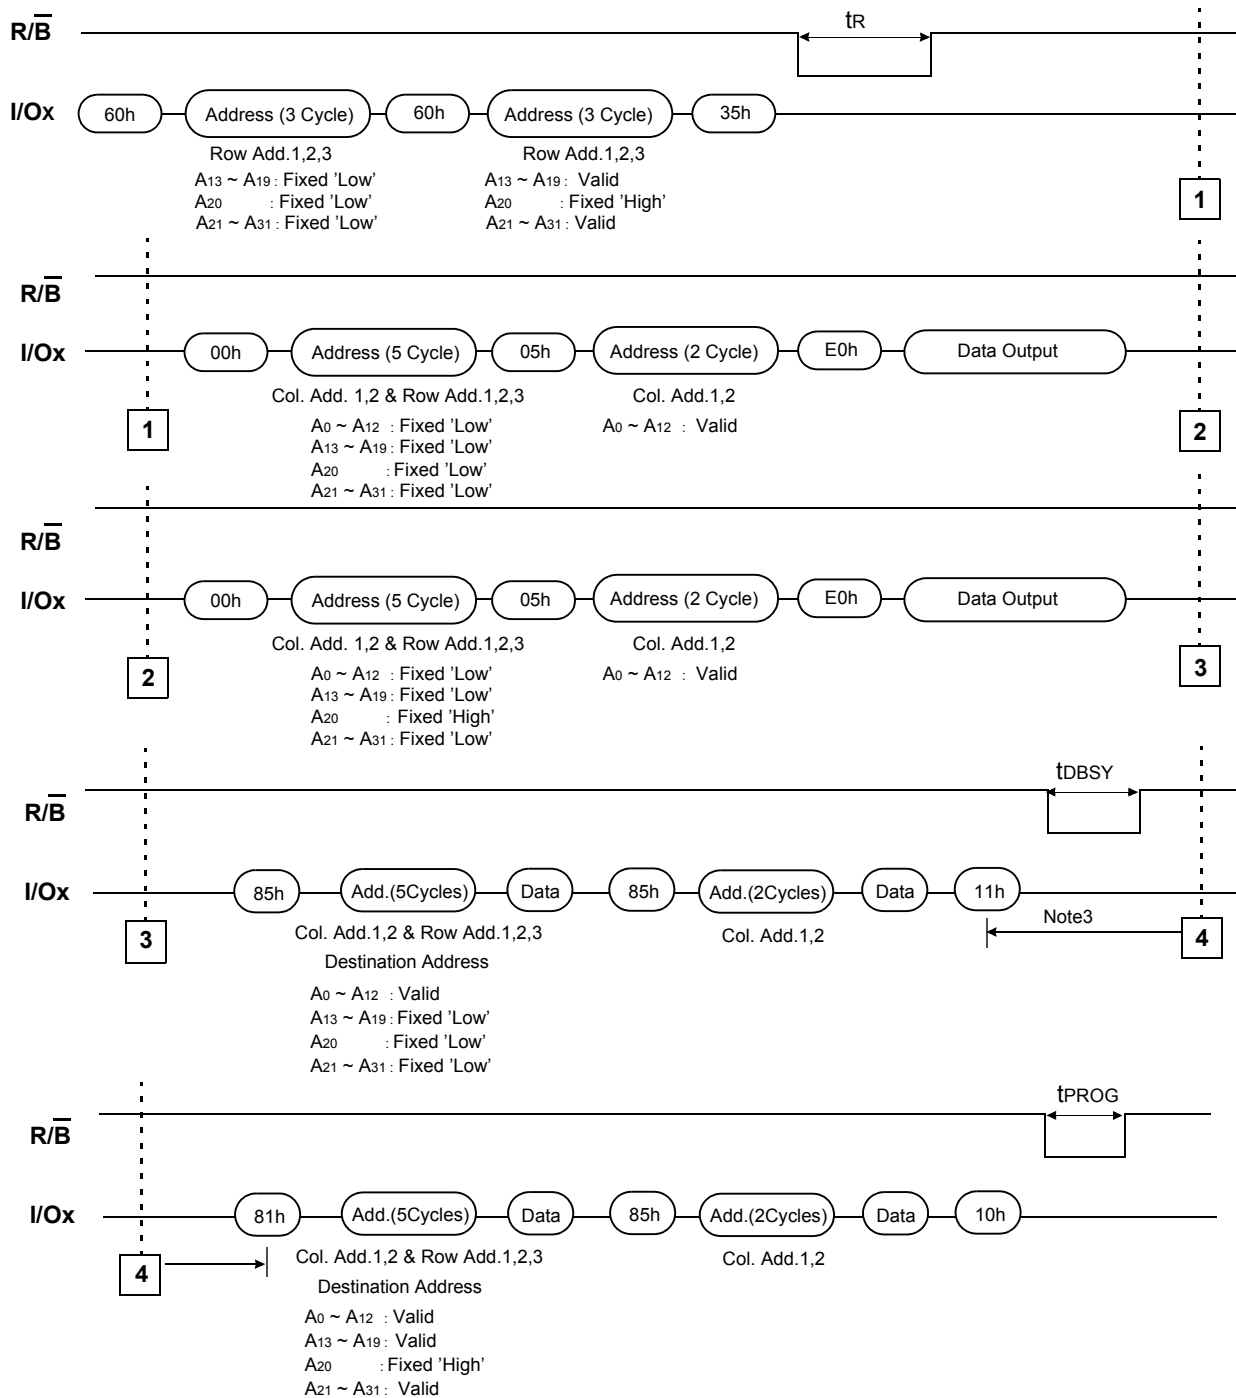 tR
R/B
I/Ox 60h Address (3 Cycle) 60h Address (3 Cycle) 35h
Row Add.1,2,3 Row Add.1,2,3
A13 ~ A19 : Fixed 'Low' A13 ~ A19 : Valid
A20 : Fixed 'Low' A20 : Fixed 'High'
A21 ~ A31 : Fixed 'Low' A21 ~ A31 : Valid
1
R/B
I/Ox 00h Address (5 Cycle) 05h Address (2 Cycle) E0h Data Output
Col. Add. 1,2 & Row Add.1,2,3 Col. Add.1,2
1 A0 ~ A12 : Fixed 'Low' A0 ~ A12 : Valid 2
A13 ~ A19 : Fixed 'Low'
A20 : Fixed 'Low'
A21 ~ A31 : Fixed 'Low'
R/B
I/Ox 00h Address (5 Cycle) 05h Address (2 Cycle) E0h Data Output
Col. Add. 1,2 & Row Add.1,2,3 Col. Add.1,2
2 A0 ~ A12 : Fixed 'Low' A0 ~ A12 : Valid 3
A13 ~ A19 : Fixed 'Low'
A20 : Fixed 'High'
A21 ~ A31 : Fixed 'Low'
tDBSY
R/B
I/Ox 85h Add.(5Cycles) Data 85h Add.(2Cycles) Data 11h
Note3
3 Col. Add.1,2 & Row Add.1,2,3 Col. Add.1,2 4
Destination Address
A0 ~ A12 : Valid
A13 ~ A19 : Fixed 'Low'
A20 : Fixed 'Low'
A21 ~ A31 : Fixed 'Low'
tPROG
R/B
I/Ox 81h Add.(5Cycles) Data 85h Add.(2Cycles) Data 10h
4 Col. Add.1,2 & Row Add.1,2,3 Col. Add.1,2
Destination Address
A0 ~ A12 : Valid
A13 ~ A19 : Valid
A20 : Fixed 'High'
A21 ~ A31 : Valid